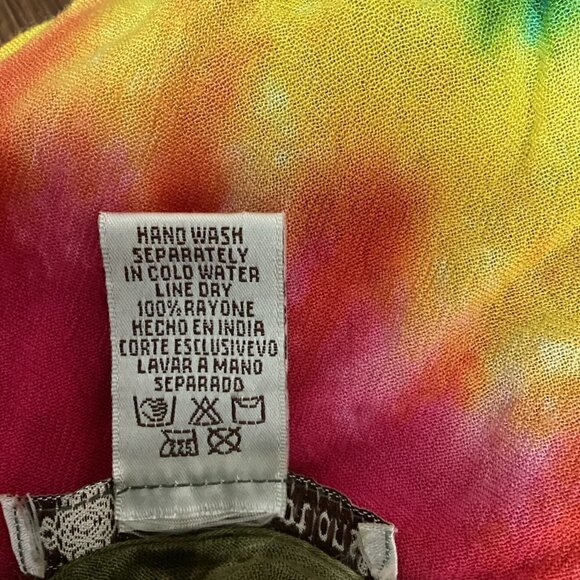 HAND WASH
SEPARATELY
IN COLD WATER
LINE DRY
100% RAYONE
HECHO EN INDIA
CORTE ESCLUSIVEVO
LAVAR A MANO
SEPARADO